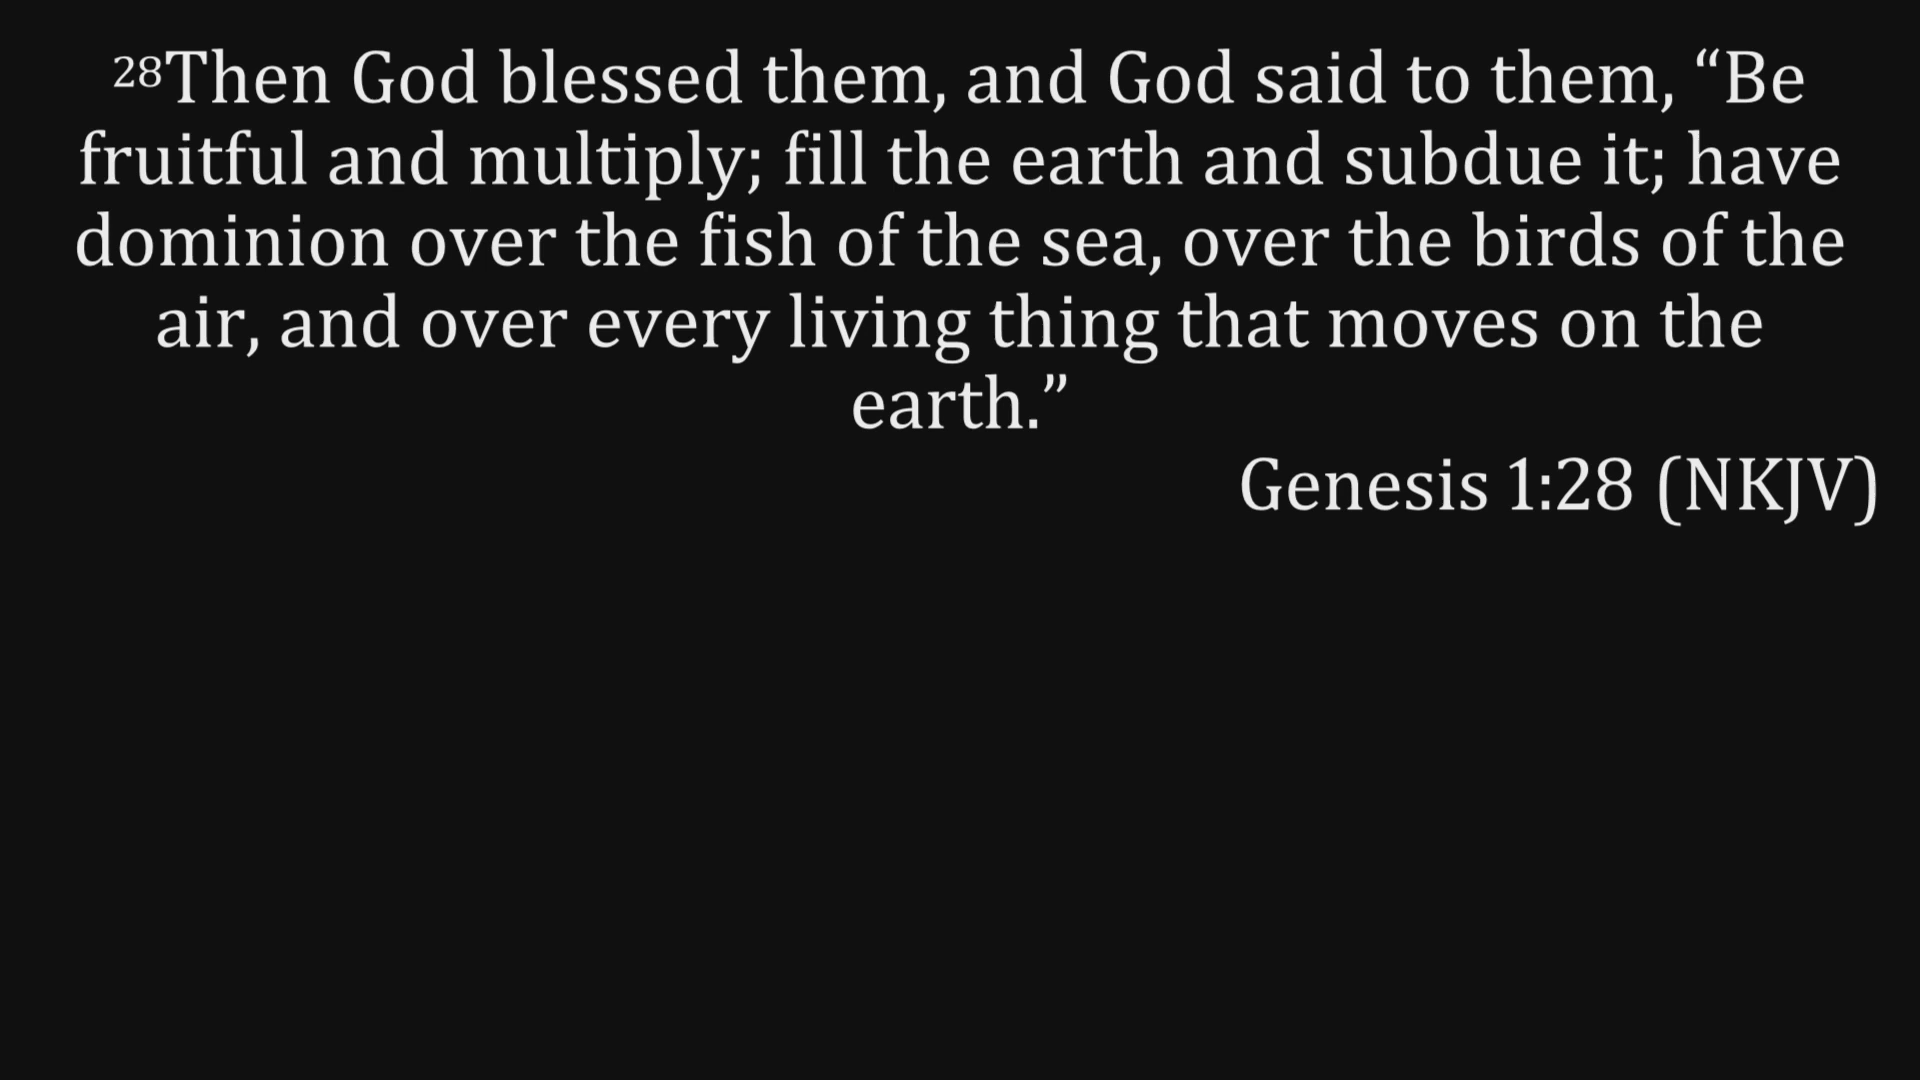 28Then God blessed them, and God said to them, “Be
fruitful and multiply; fill the earth and subdue it; have
dominion over the fish of the sea, over the birds of the
air, and over every living thing that moves on the
earth.”
Genesis 1:28 (NKJV)